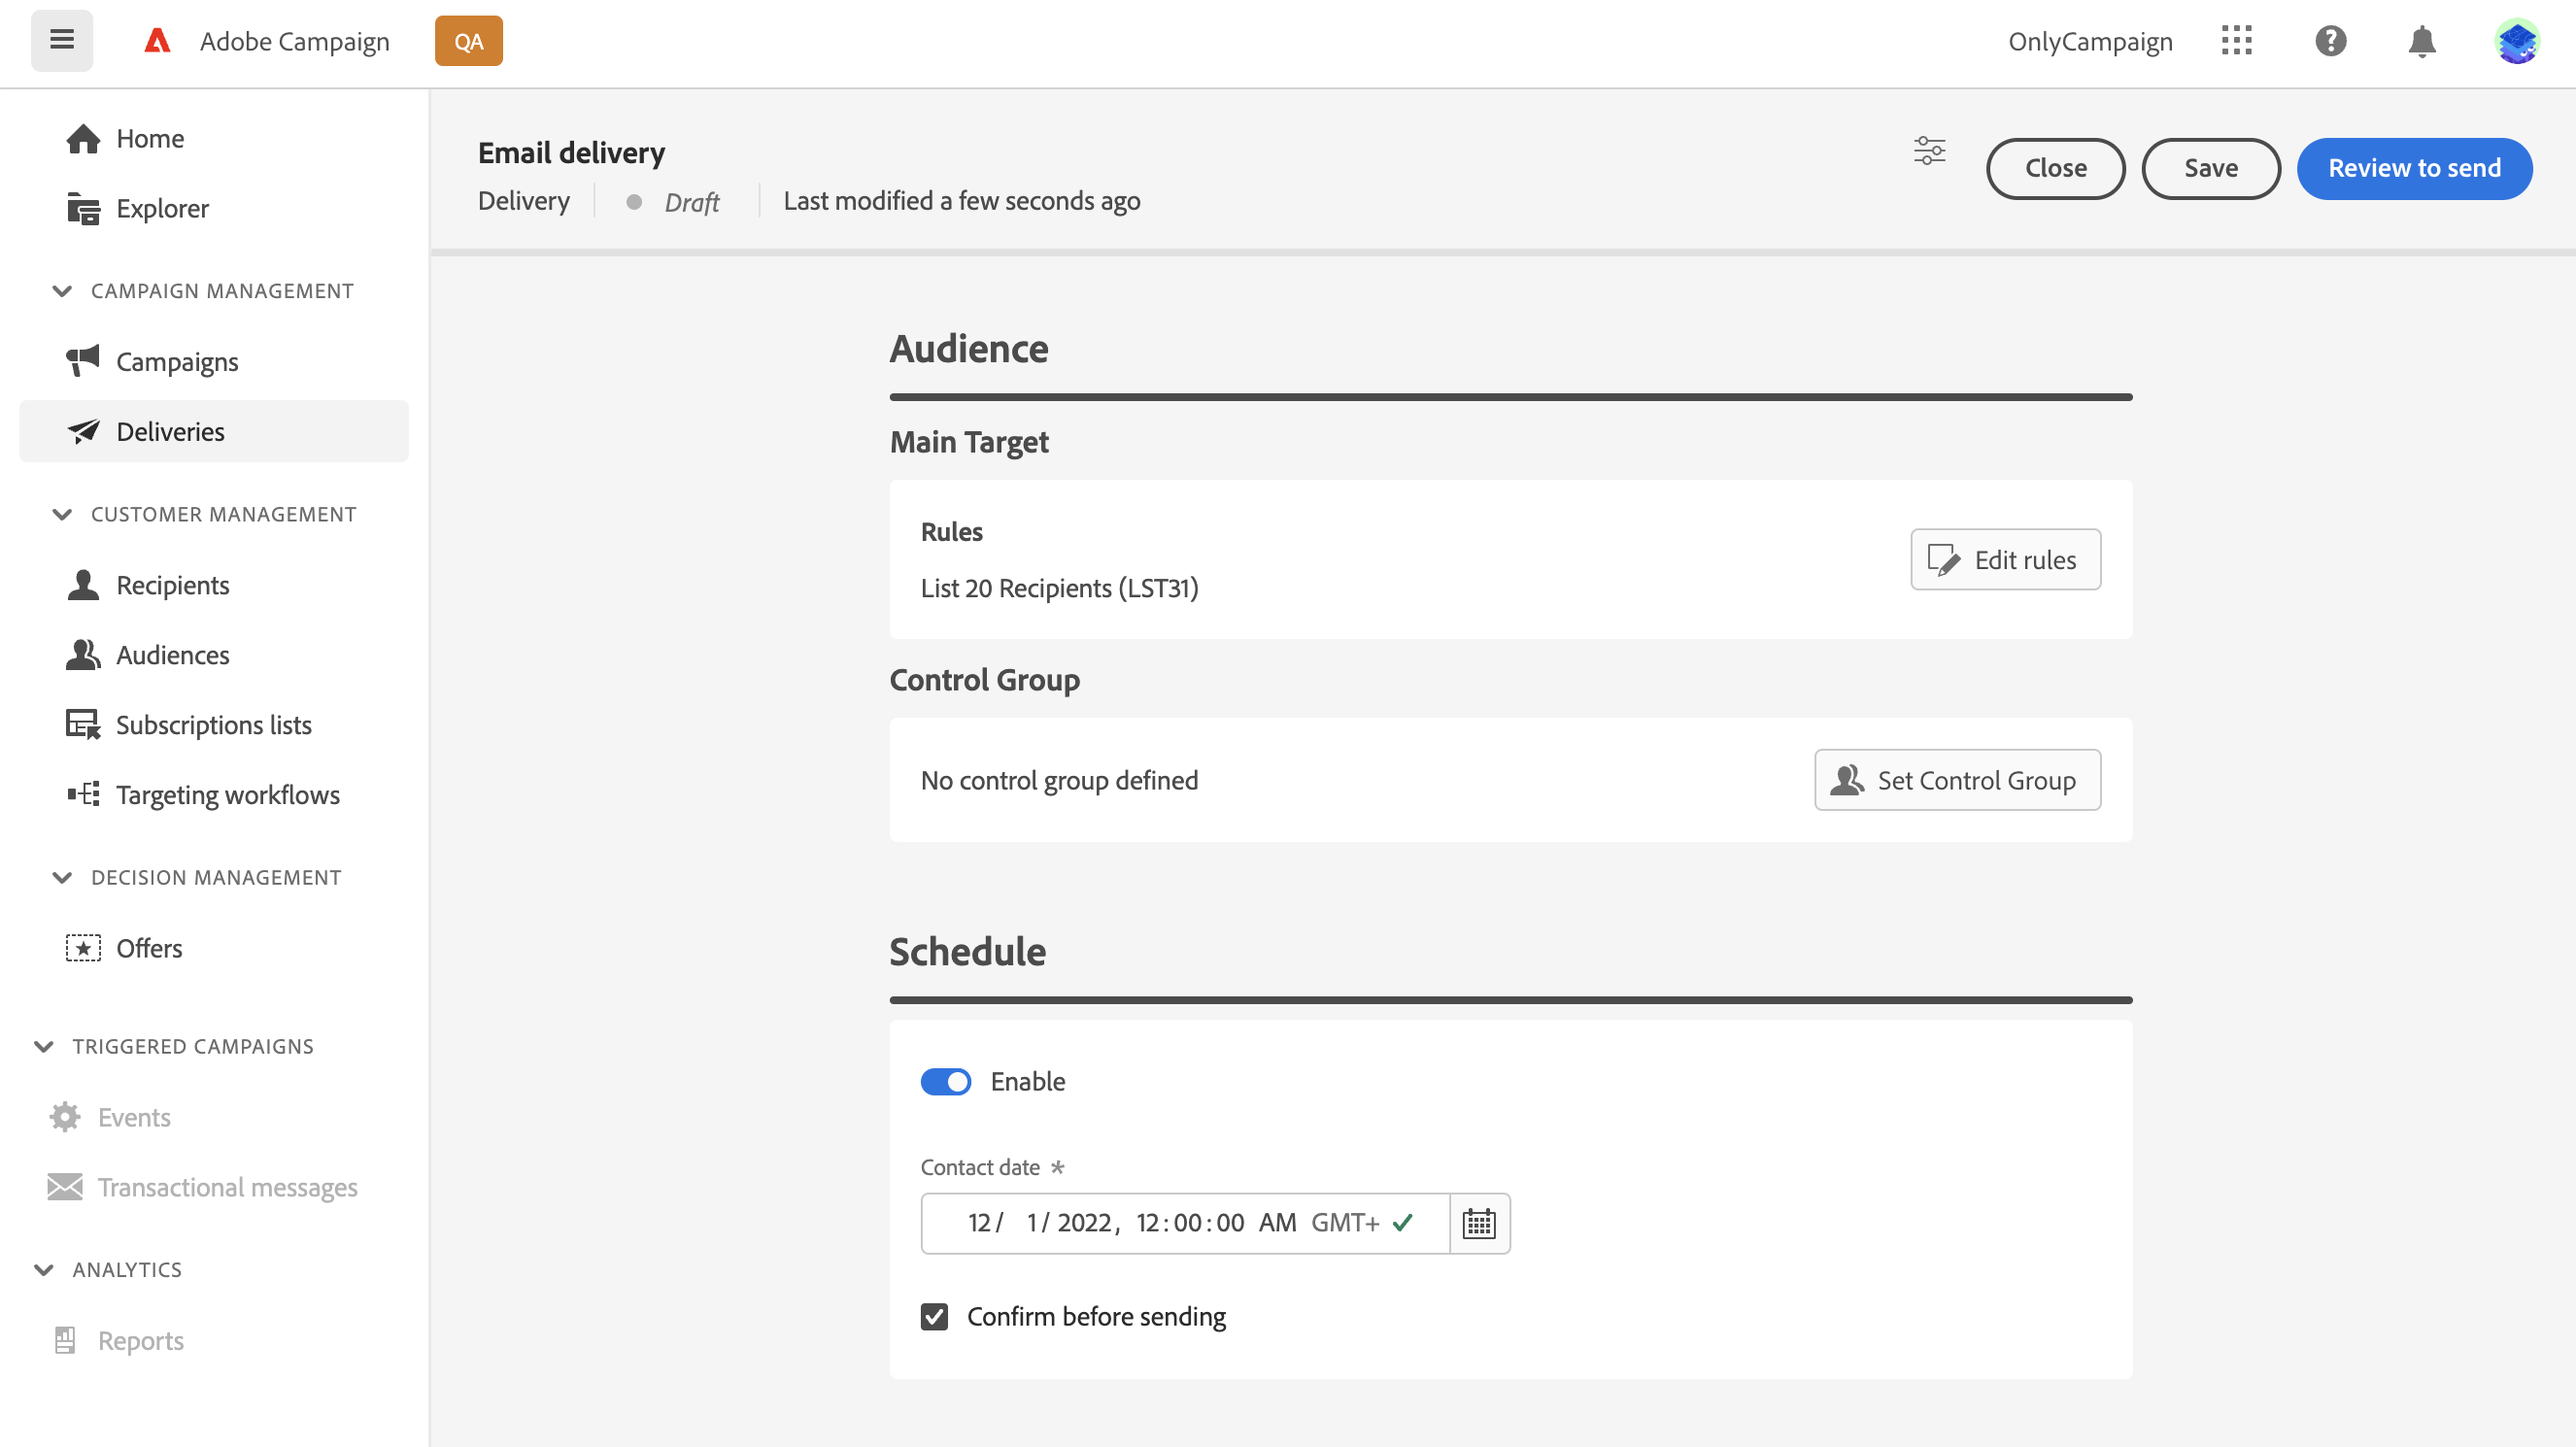 Adobe Campaign
QA
OnlyCampaign
Home
Explorer
CAMPAIGN MANAGEMENT
Campaigns
Deliveries
CUSTOMER MANAGEMENT
Recipients
Audiences
Subscriptions lists
Targeting workflows
DECISION MANAGEMENT
Offers
TRIGGERED CAMPAIGNS
Events
Transactional messages
ANALYTICS
Reports
Email delivery
Delivery Draft Last modified a few seconds ago
Close
Save
Review to send
Audience
Main Target
Rules
List 20 Recipients (LST31)
Edit rules
Control Group
No control group defined
Set Control Group
Schedule
Enable
Contact date *
12/ 1/ 2022, 12:00:00 AM GMT+
Confirm before sending